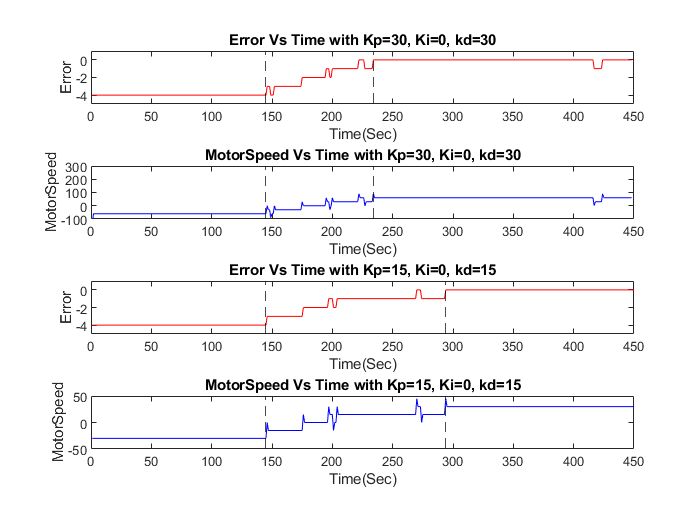 Error Vs Time with Kp=30, Ki=0, kd=30
Error
0
-2
-4
0 50 100 150 200 250 300 350 400 450
Time(Sec)
MotorSpeed Vs Time with Kp=30, Ki=0, kd=30
MotorSpeed
300
200
100
0
-100
0 50 100 150 200 250 300 350 400 450
Time(Sec)
Error Vs Time with Kp=15, Ki=0, kd=15
Error
0
-2
-4
0 50 100 150 200 250 300 350 400 450
Time(Sec)
MotorSpeed Vs Time with Kp=15, Ki=0, kd=15
MotorSpeed
50
0
-50
0 50 100 150 200 250 300 350 400 450
Time(Sec)